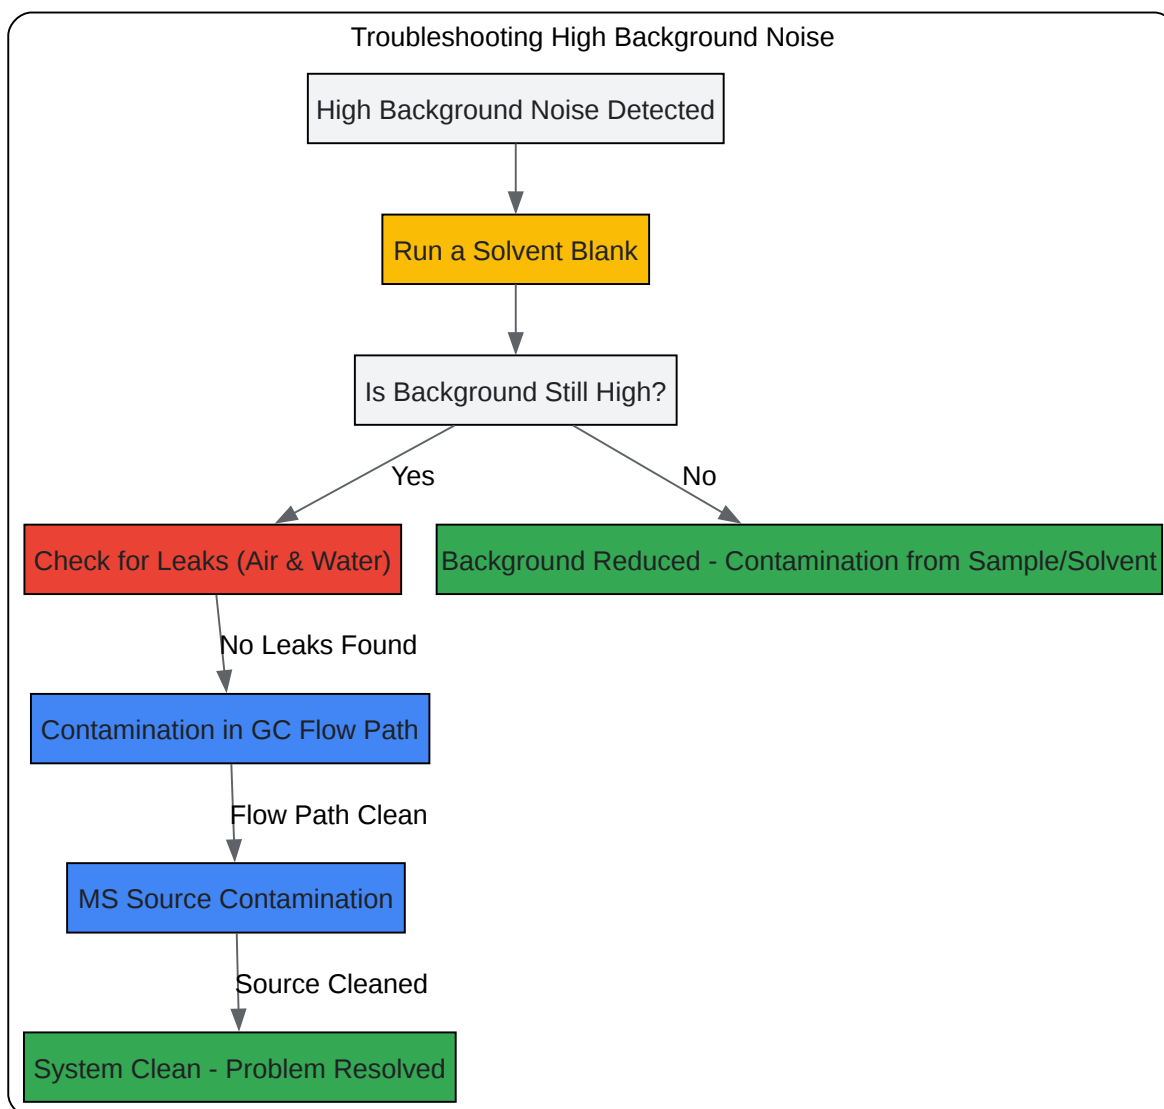 Troubleshooting High Background Noise
High Background Noise Detected
Run a Solvent Blank
Is Background Still High?
Yes
No
Check for Leaks (Air & Water)
Background Reduced - Contamination from Sample/Solvent
No Leaks Found
Contamination in GC Flow Path
Flow Path Clean
MS Source Contamination
Source Cleaned
System Clean - Problem Resolved